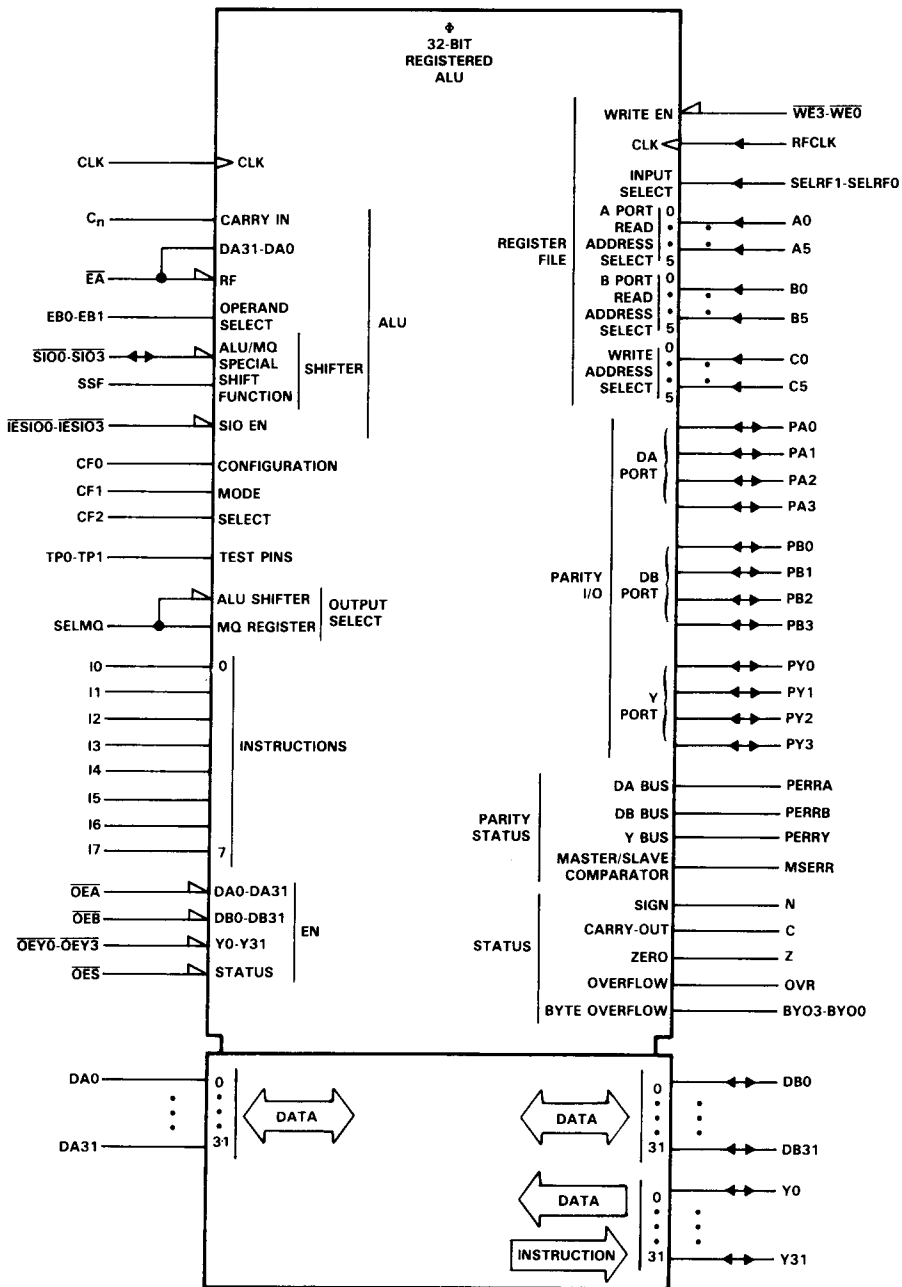 Φ
32-BIT
REGISTERED
ALU
CLK
CLK
Cn
CARRY IN
DA31-DA0
EA
RF
EB0-EB1
OPERAND
SELECT
ALU
SIO0-SIO3
ALU/MQ
SPECIAL
SHIFT
FUNCTION
SHIFTER
SSF
IESIO0-IESIO3
SIO EN
CF0
CONFIGURATION
CF1
MODE
CF2
SELECT
TP0-TP1
TEST PINS
SELMQ
ALU SHIFTER
MQ REGISTER
OUTPUT
SELECT
I0
0
I1
I2
I3
INSTRUCTIONS
I4
I5
I6
I7
7
OEA
DA0-DA31
OEB
DB0-DB31
EN
OEY0-OEY3
Y0-Y31
OES
STATUS
WRITE EN
WE3-WE0
CLK
RFCLK
INPUT
SELECT
SELRF1-SELRF0
REGISTER
FILE
A PORT
READ
ADDRESS
SELECT
0
5
A0
A5
B PORT
READ
ADDRESS
SELECT
0
5
B0
B5
WRITE
ADDRESS
SELECT
0
5
C0
C5
PARITY
I/O
DA
PORT
PA0
PA1
PA2
PA3
DB
PORT
PB0
PB1
PB2
PB3
Y
PORT
PY0
PY1
PY2
PY3
PARITY
STATUS
DA BUS
PERRA
DB BUS
PERRB
Y BUS
PERRY
MASTER/SLAVE
COMPARATOR
MSERR
STATUS
SIGN
N
CARRY-OUT
C
ZERO
Z
OVERFLOW
OVR
BYTE OVERFLOW
BYO3-BYO0
DA0
0
DATA
DA31
31
DATA
0
DB0
31
DB31
DATA
0
Y0
INSTRUCTION
31
Y31